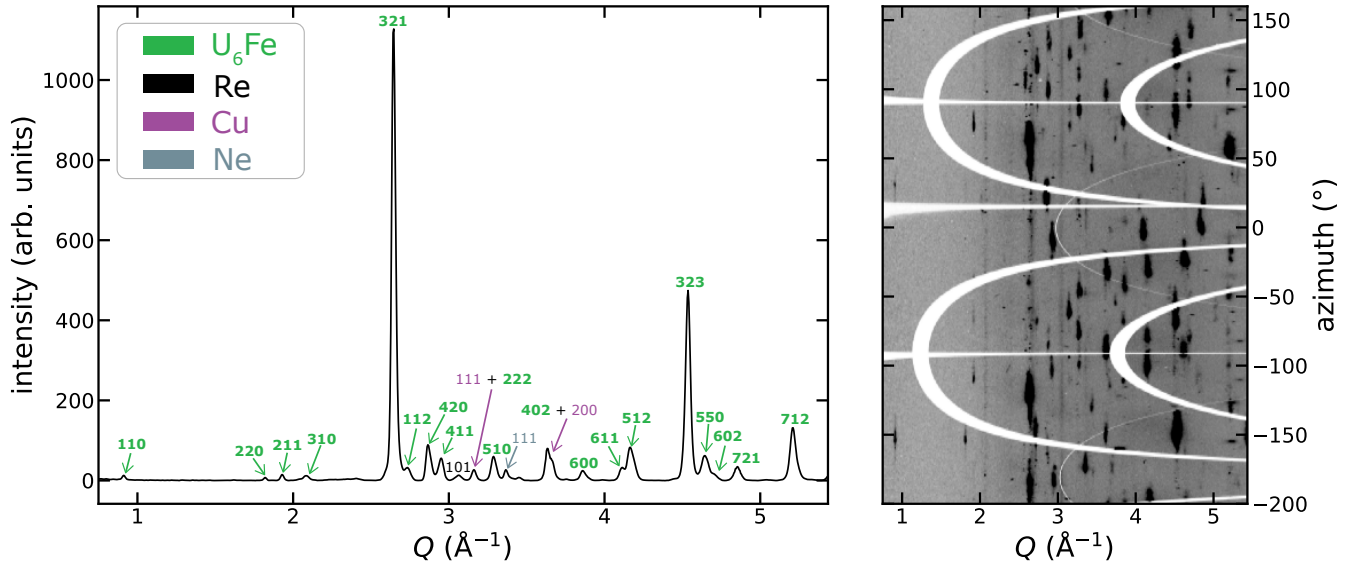 intensity (arb. units)
1000
800
600
400
200
0
U₆Fe
Re
Cu
Ne
110
220
211
310
321
112
420
411
101
111 + 222
510
111
402 + 200
600
611
512
323
550
602
721
712
1 2 3 4 5
Q (Å⁻¹)
150
100
50
0
−50
−100
−150
−200
azimuth (°)
1 2 3 4 5
Q (Å⁻¹)